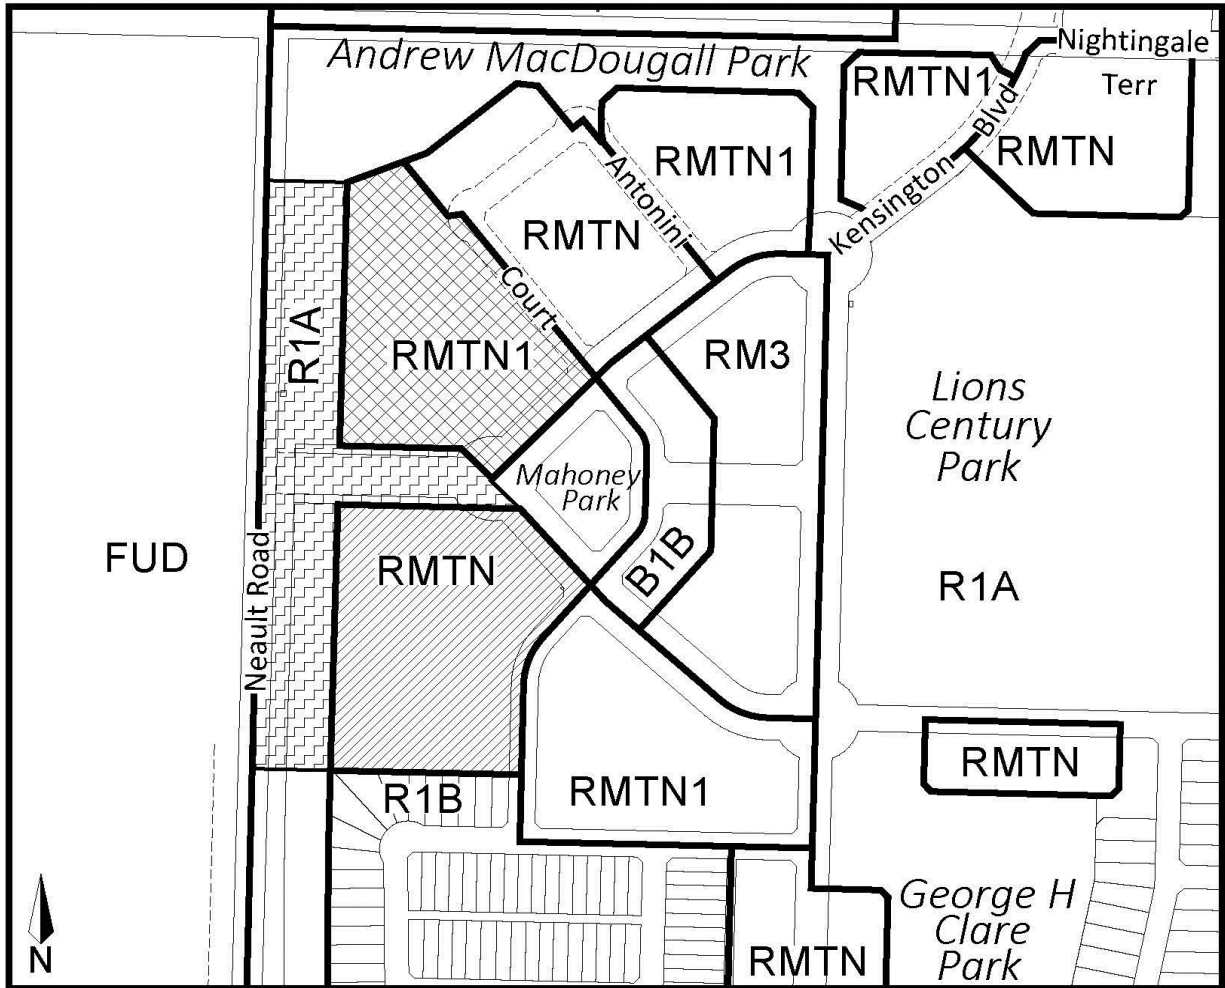 Andrew MacDougall Park
Nightingale
Terr
RMTN1
Kensington Blvd
RMTN
RMTN1
Antonini
RMTN
Court
R1A
RMTN1
RM3
Lions
Century
Park
Mahoney
Park
FUD
Neault Road
RMTN
B1B
R1A
RMTN
RMTN1
R1B
George H
Clare
Park
RMTN
N